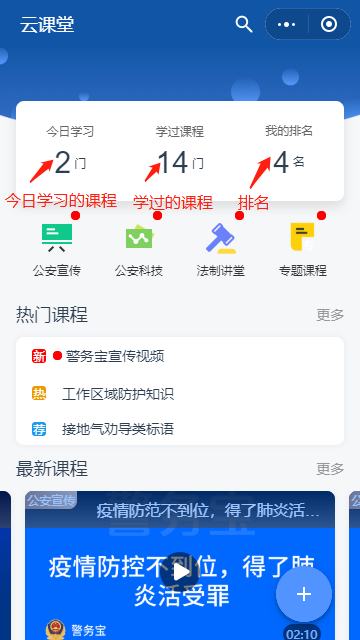 云课堂
今日学习 学过课程 我的排名
2门 14门 4名
今日学习的课程 学过的课程 排名
公安宣传 公安科技 法制讲堂 专题课程
热门课程 更多
新 警务宝宣传视频
热 工作区域防护知识
荐 接地气劝导类标语
最新课程 更多
公安宣传
疫情防范不到位，得了肺炎活...
警务宝
疫情防控不到位，得了肺
炎活受罪
警务宝
02:10